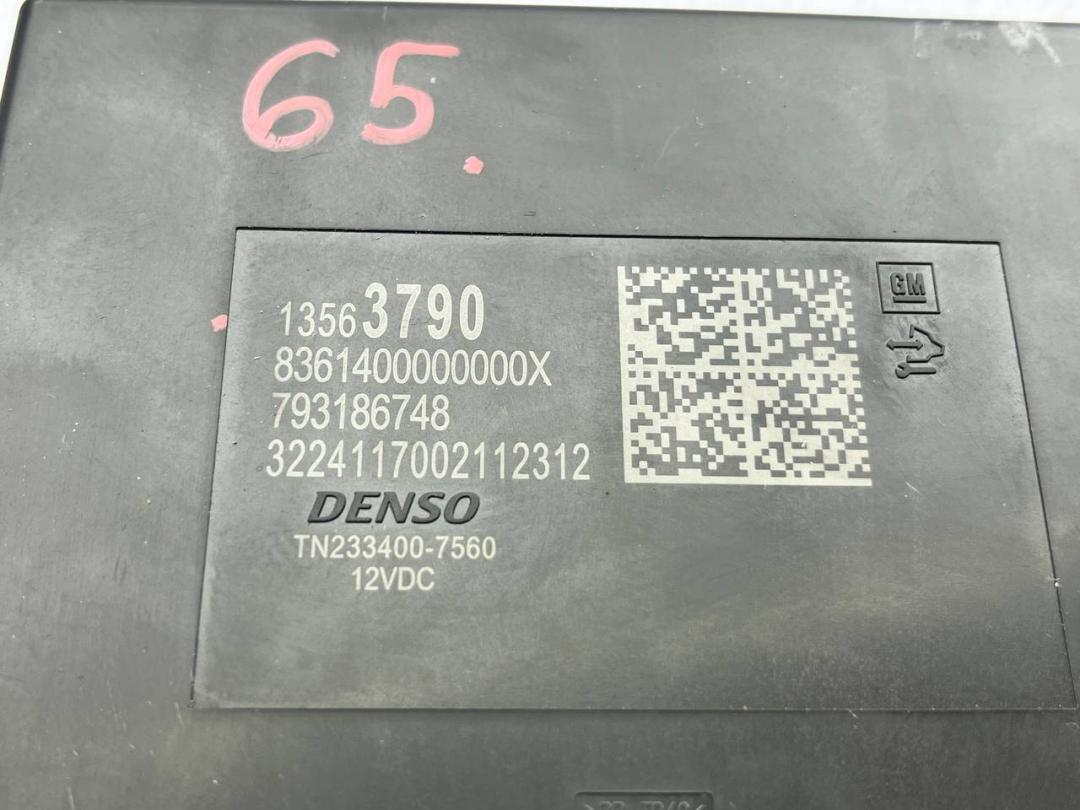 65.
13563790
8361400000000X
793186748
3224117002112312
DENSO
TN233400-7560
12VDC
GM